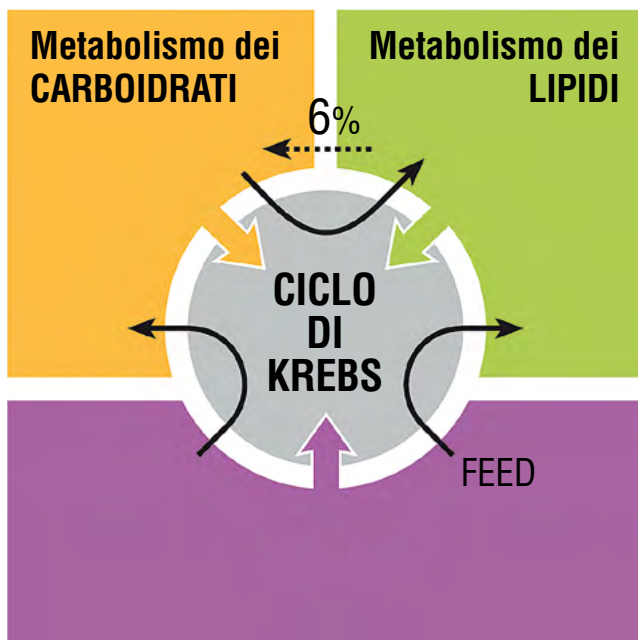 Metabolismo dei
CARBOIDRATI
Metabolismo dei
LIPIDI
6%
CICLO
DI
KREBS
FEED